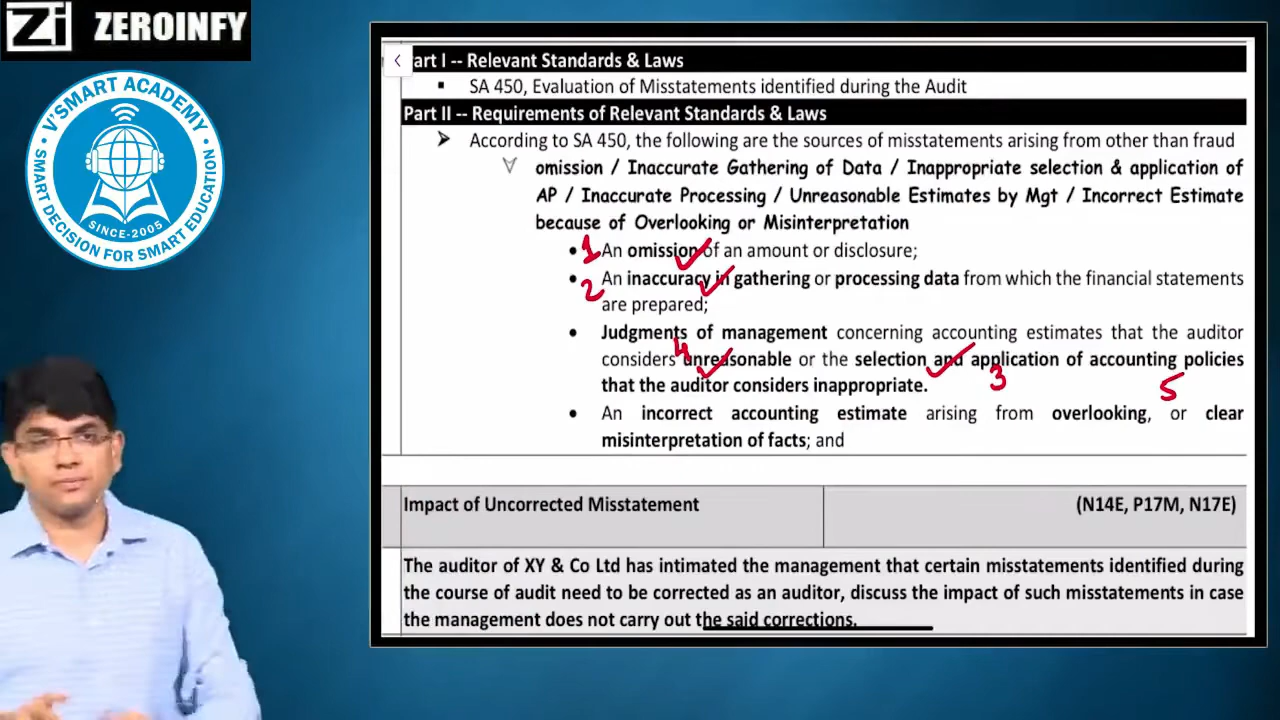 Zi ZEROINFY
V'SMART ACADEMY
SINCE-2005
SMART DECISION FOR SMART EDUCATION
art I -- Relevant Standards & Laws
SA 450, Evaluation of Misstatements identified during the Audit
Part II -- Requirements of Relevant Standards & Laws
According to SA 450, the following are the sources of misstatements arising from other than fraud
omission / Inaccurate Gathering of Data / Inappropriate selection & application of
AP / Inaccurate Processing / Unreasonable Estimates by Mgt / Incorrect Estimate
because of Overlooking or Misinterpretation
1 An omission of an amount or disclosure;
2 An inaccuracy in gathering or processing data from which the financial statements
are prepared;
Judgments of management concerning accounting estimates that the auditor
4
considers unreasonable or the selection and application of accounting policies
3 5
that the auditor considers inappropriate.
An incorrect accounting estimate arising from overlooking, or clear
misinterpretation of facts; and
Impact of Uncorrected Misstatement (N14E, P17M, N17E)
The auditor of XY & Co Ltd has intimated the management that certain misstatements identified during
the course of audit need to be corrected as an auditor, discuss the impact of such misstatements in case
the management does not carry out the said corrections.